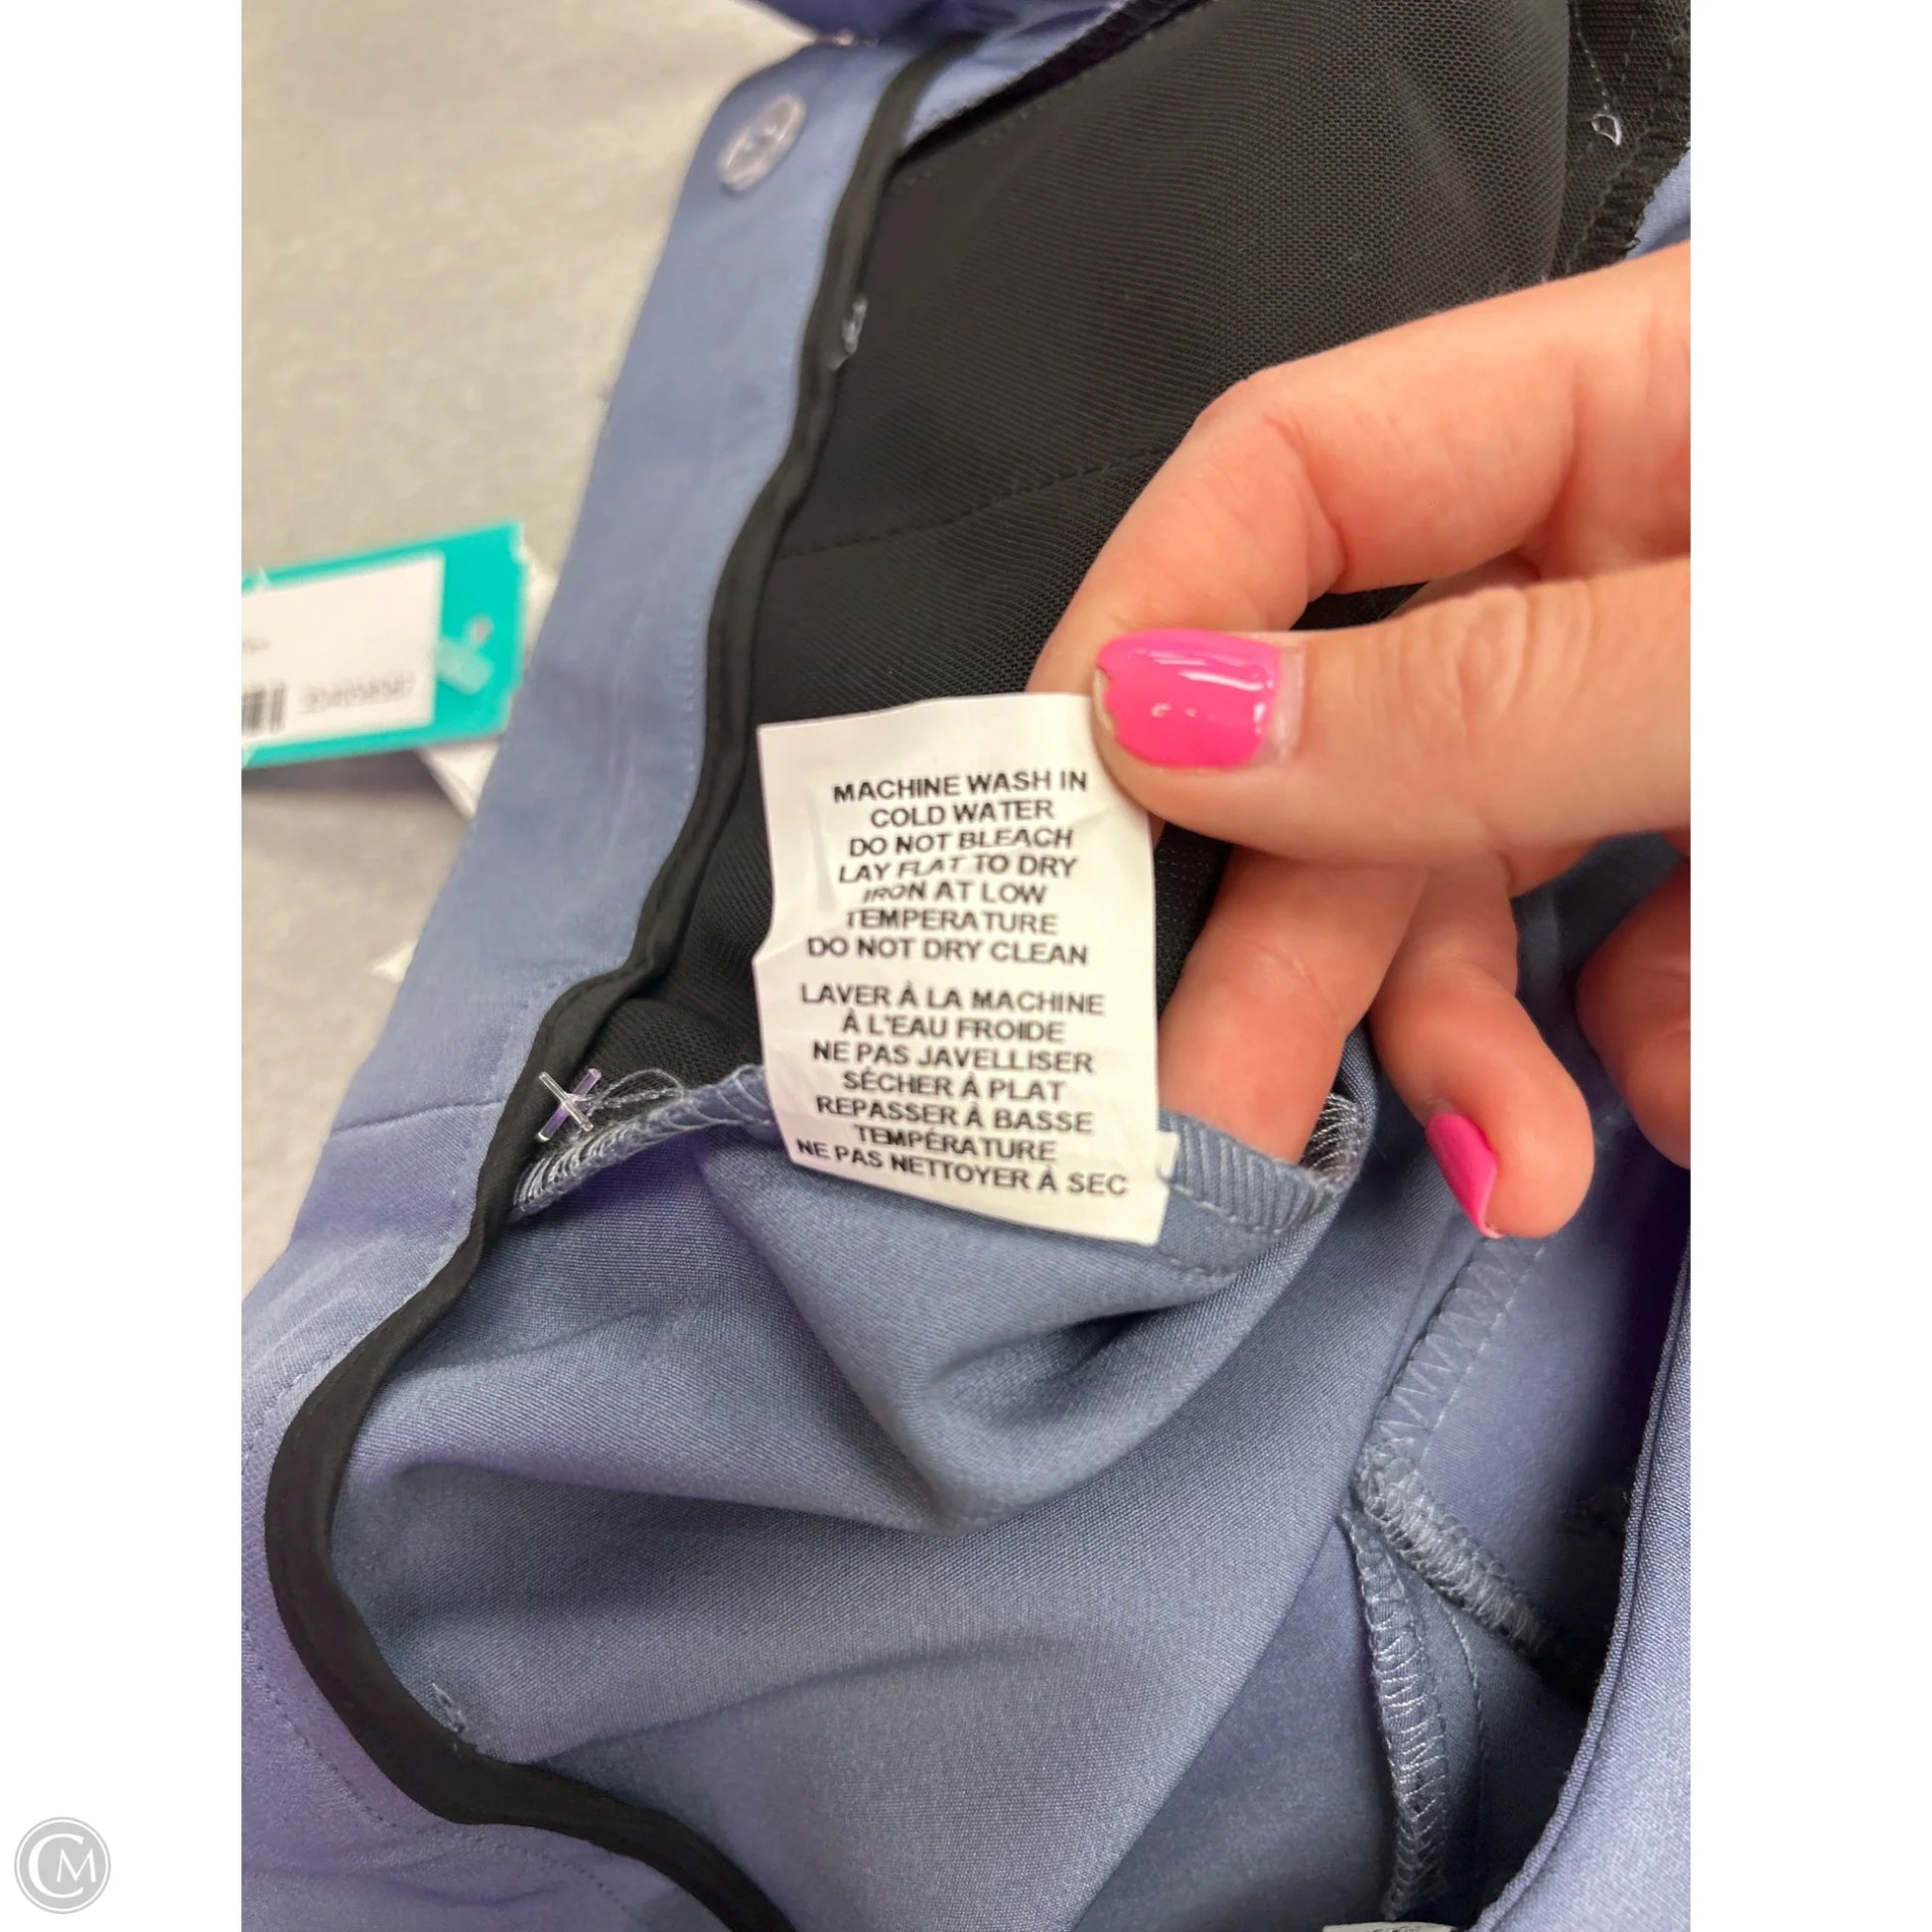 MACHINE WASH IN
COLD WATER
DO NOT BLEACH
LAY FLAT TO DRY
IRON AT LOW
TEMPERATURE
DO NOT DRY CLEAN
LAVER À LA MACHINE
À L'EAU FROIDE
NE PAS JAVELLISER
SÉCHER À PLAT
REPASSER À BASSE
TEMPÉRATURE
NE PAS NETTOYER À SEC
CM